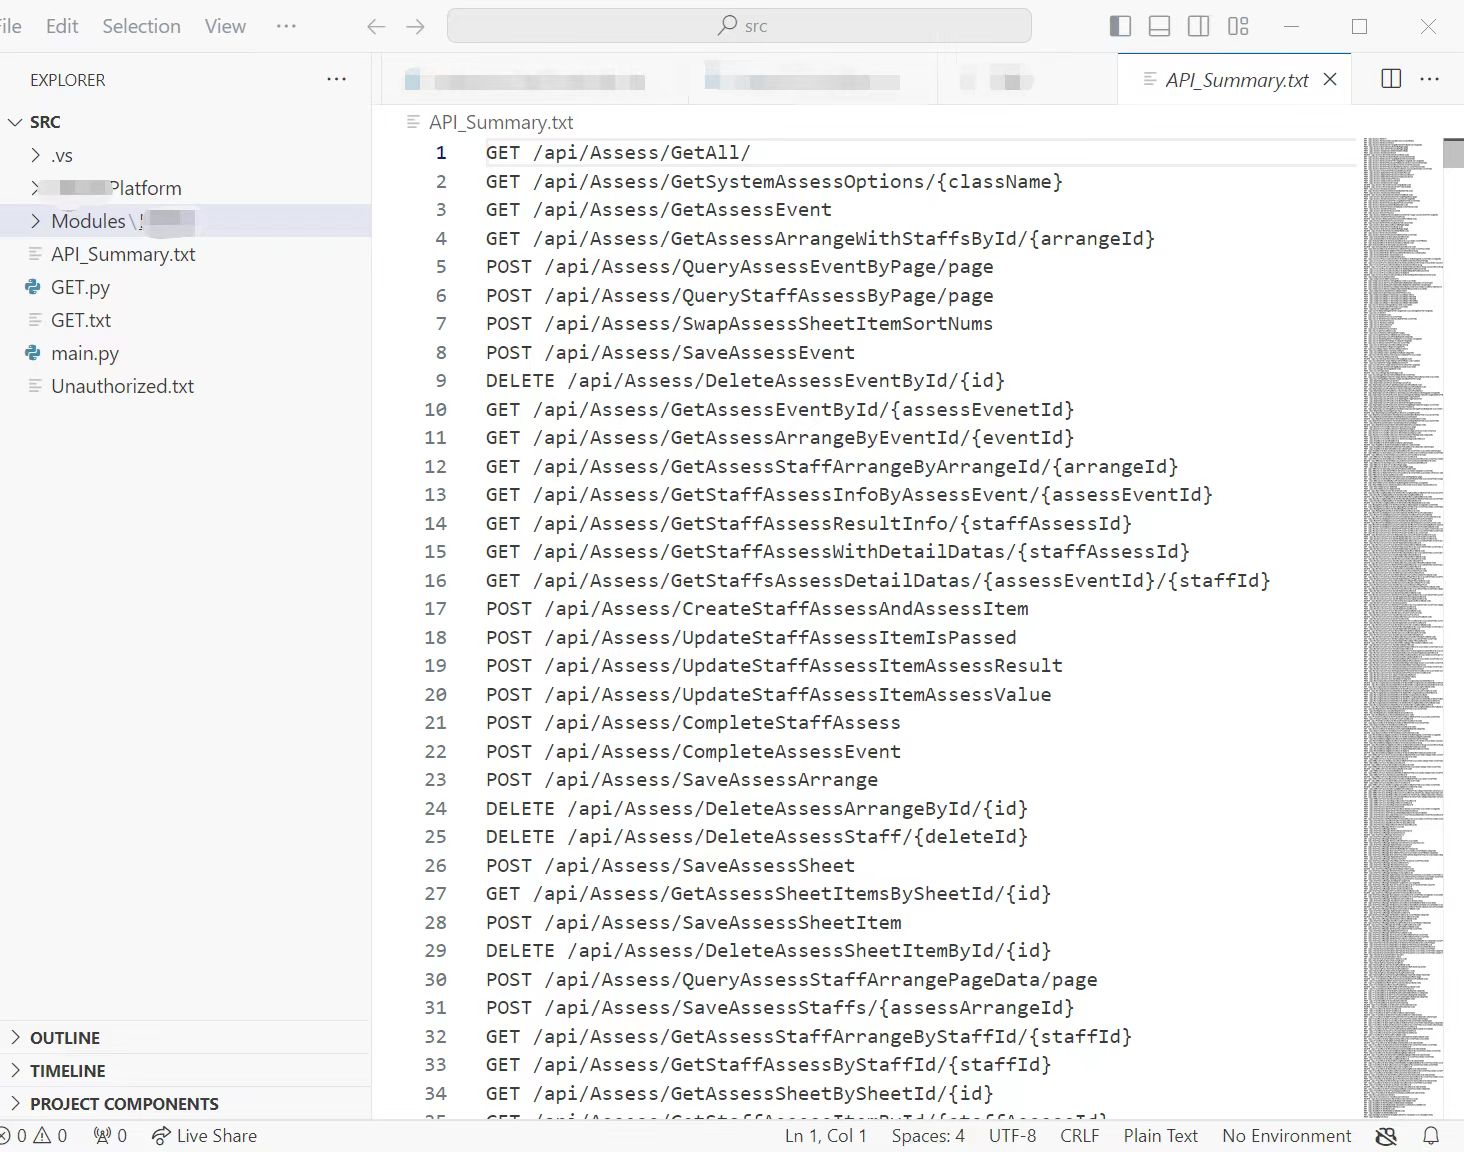 File Edit Selection View ···
src
EXPLORER ···
SRC
.vs
Platform
Modules\
API_Summary.txt
GET.py
GET.txt
main.py
Unauthorized.txt
OUTLINE
TIMELINE
PROJECT COMPONENTS
API_Summary.txt
API_Summary.txt
1 GET /api/Assess/GetAll/
2 GET /api/Assess/GetSystemAssessOptions/{className}
3 GET /api/Assess/GetAssessEvent
4 GET /api/Assess/GetAssessArrangeWithStaffsById/{arrangeId}
5 POST /api/Assess/QueryAssessEventByPage/page
6 POST /api/Assess/QueryStaffAssessByPage/page
7 POST /api/Assess/SwapAssessSheetItemSortNums
8 POST /api/Assess/SaveAssessEvent
9 DELETE /api/Assess/DeleteAssessEventById/{id}
10 GET /api/Assess/GetAssessEventById/{assessEvenetId}
11 GET /api/Assess/GetAssessArrangeByEventId/{eventId}
12 GET /api/Assess/GetAssessStaffArrangeByArrangeId/{arrangeId}
13 GET /api/Assess/GetStaffAssessInfoByAssessEvent/{assessEventId}
14 GET /api/Assess/GetStaffAssessResultInfo/{staffAssessId}
15 GET /api/Assess/GetStaffAssessWithDetailDatas/{staffAssessId}
16 GET /api/Assess/GetStaffsAssessDetailDatas/{assessEventId}/{staffId}
17 POST /api/Assess/CreateStaffAssessAndAssessItem
18 POST /api/Assess/UpdateStaffAssessItemIsPassed
19 POST /api/Assess/UpdateStaffAssessItemAssessResult
20 POST /api/Assess/UpdateStaffAssessItemAssessValue
21 POST /api/Assess/CompleteStaffAssess
22 POST /api/Assess/CompleteAssessEvent
23 POST /api/Assess/SaveAssessArrange
24 DELETE /api/Assess/DeleteAssessArrangeById/{id}
25 DELETE /api/Assess/DeleteAssessStaff/{deleteId}
26 POST /api/Assess/SaveAssessSheet
27 GET /api/Assess/GetAssessSheetItemsBySheetId/{id}
28 POST /api/Assess/SaveAssessSheetItem
29 DELETE /api/Assess/DeleteAssessSheetItemById/{id}
30 POST /api/Assess/QueryAssessStaffArrangePageData/page
31 POST /api/Assess/SaveAssessStaffs/{assessArrangeId}
32 GET /api/Assess/GetAssessStaffArrangeByStaffId/{staffId}
33 GET /api/Assess/GetStaffAssessByStaffId/{staffId}
34 GET /api/Assess/GetAssessSheetBySheetId/{id}
0 0 0 Live Share
Ln 1, Col 1 Spaces: 4 UTF-8 CRLF Plain Text No Environment